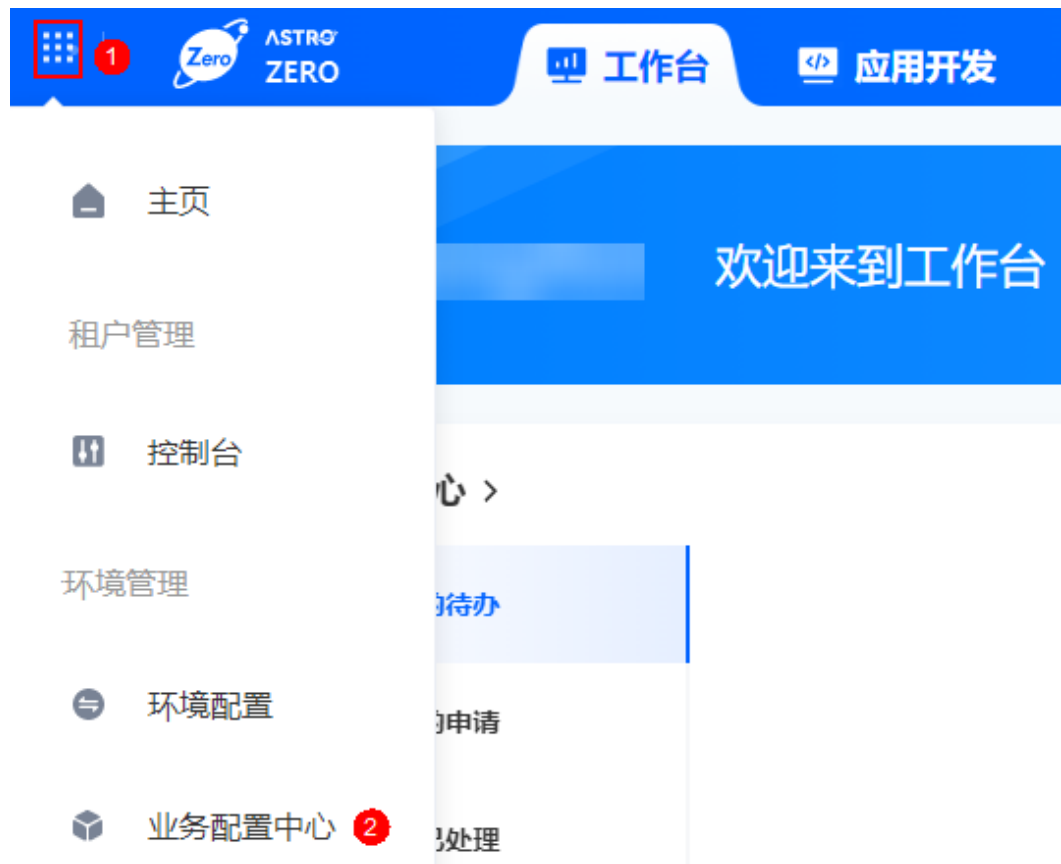 1
Zero
ASTRO
ZERO
工作台
应用开发
主页
欢迎来到工作台
租户管理
控制台
心 >
环境管理
待办
环境配置
申请
业务配置中心 2
处理